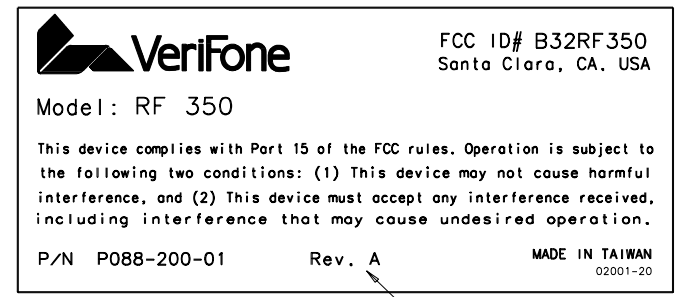 VeriFone
FCC ID# B32RF350
Santa Clara, CA. USA
Model: RF 350
This device complies with Part 15 of the FCC rules. Operation is subject to
the following two conditions: (1) This device may not cause harmful
interference, and (2) This device must accept any interference received,
including interference that may cause undesired operation.
P/N P088-200-01 Rev. A MADE IN TAIWAN
02001-20